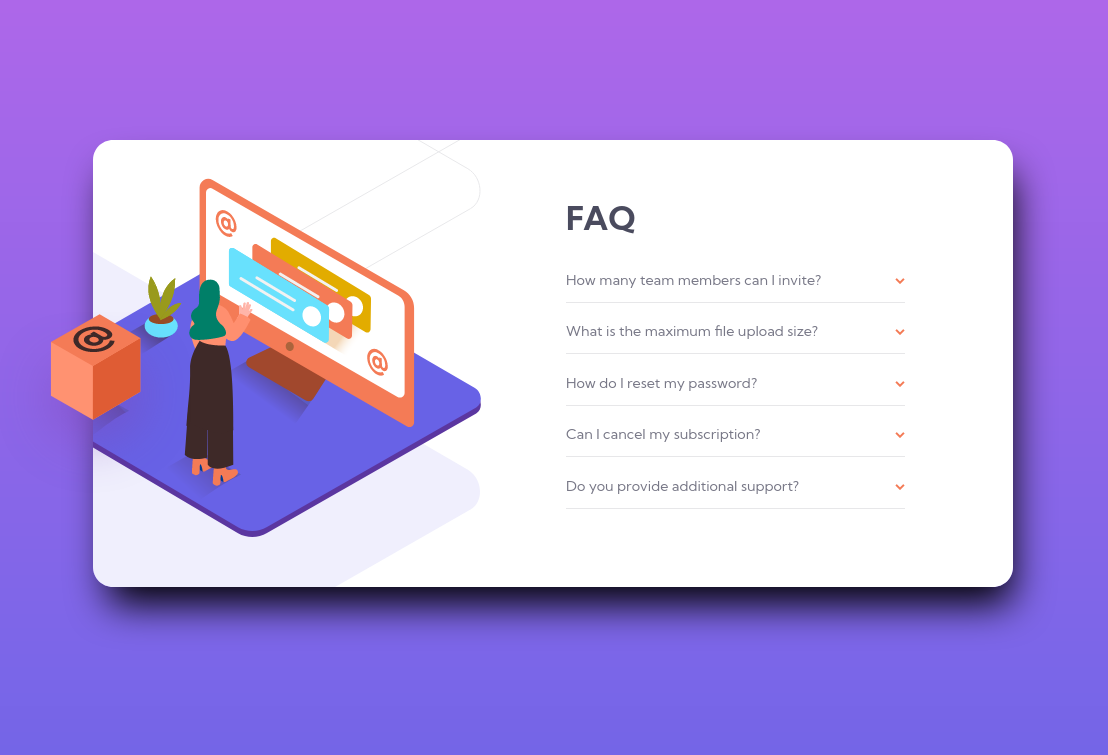 @
@
@
FAQ
How many team members can I invite?
What is the maximum file upload size?
How do I reset my password?
Can I cancel my subscription?
Do you provide additional support?